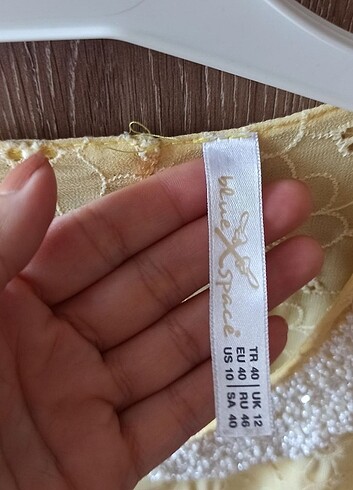 blue space
TR 40 | UK 12
EU 40 | RU 46
US 10 | SA 40